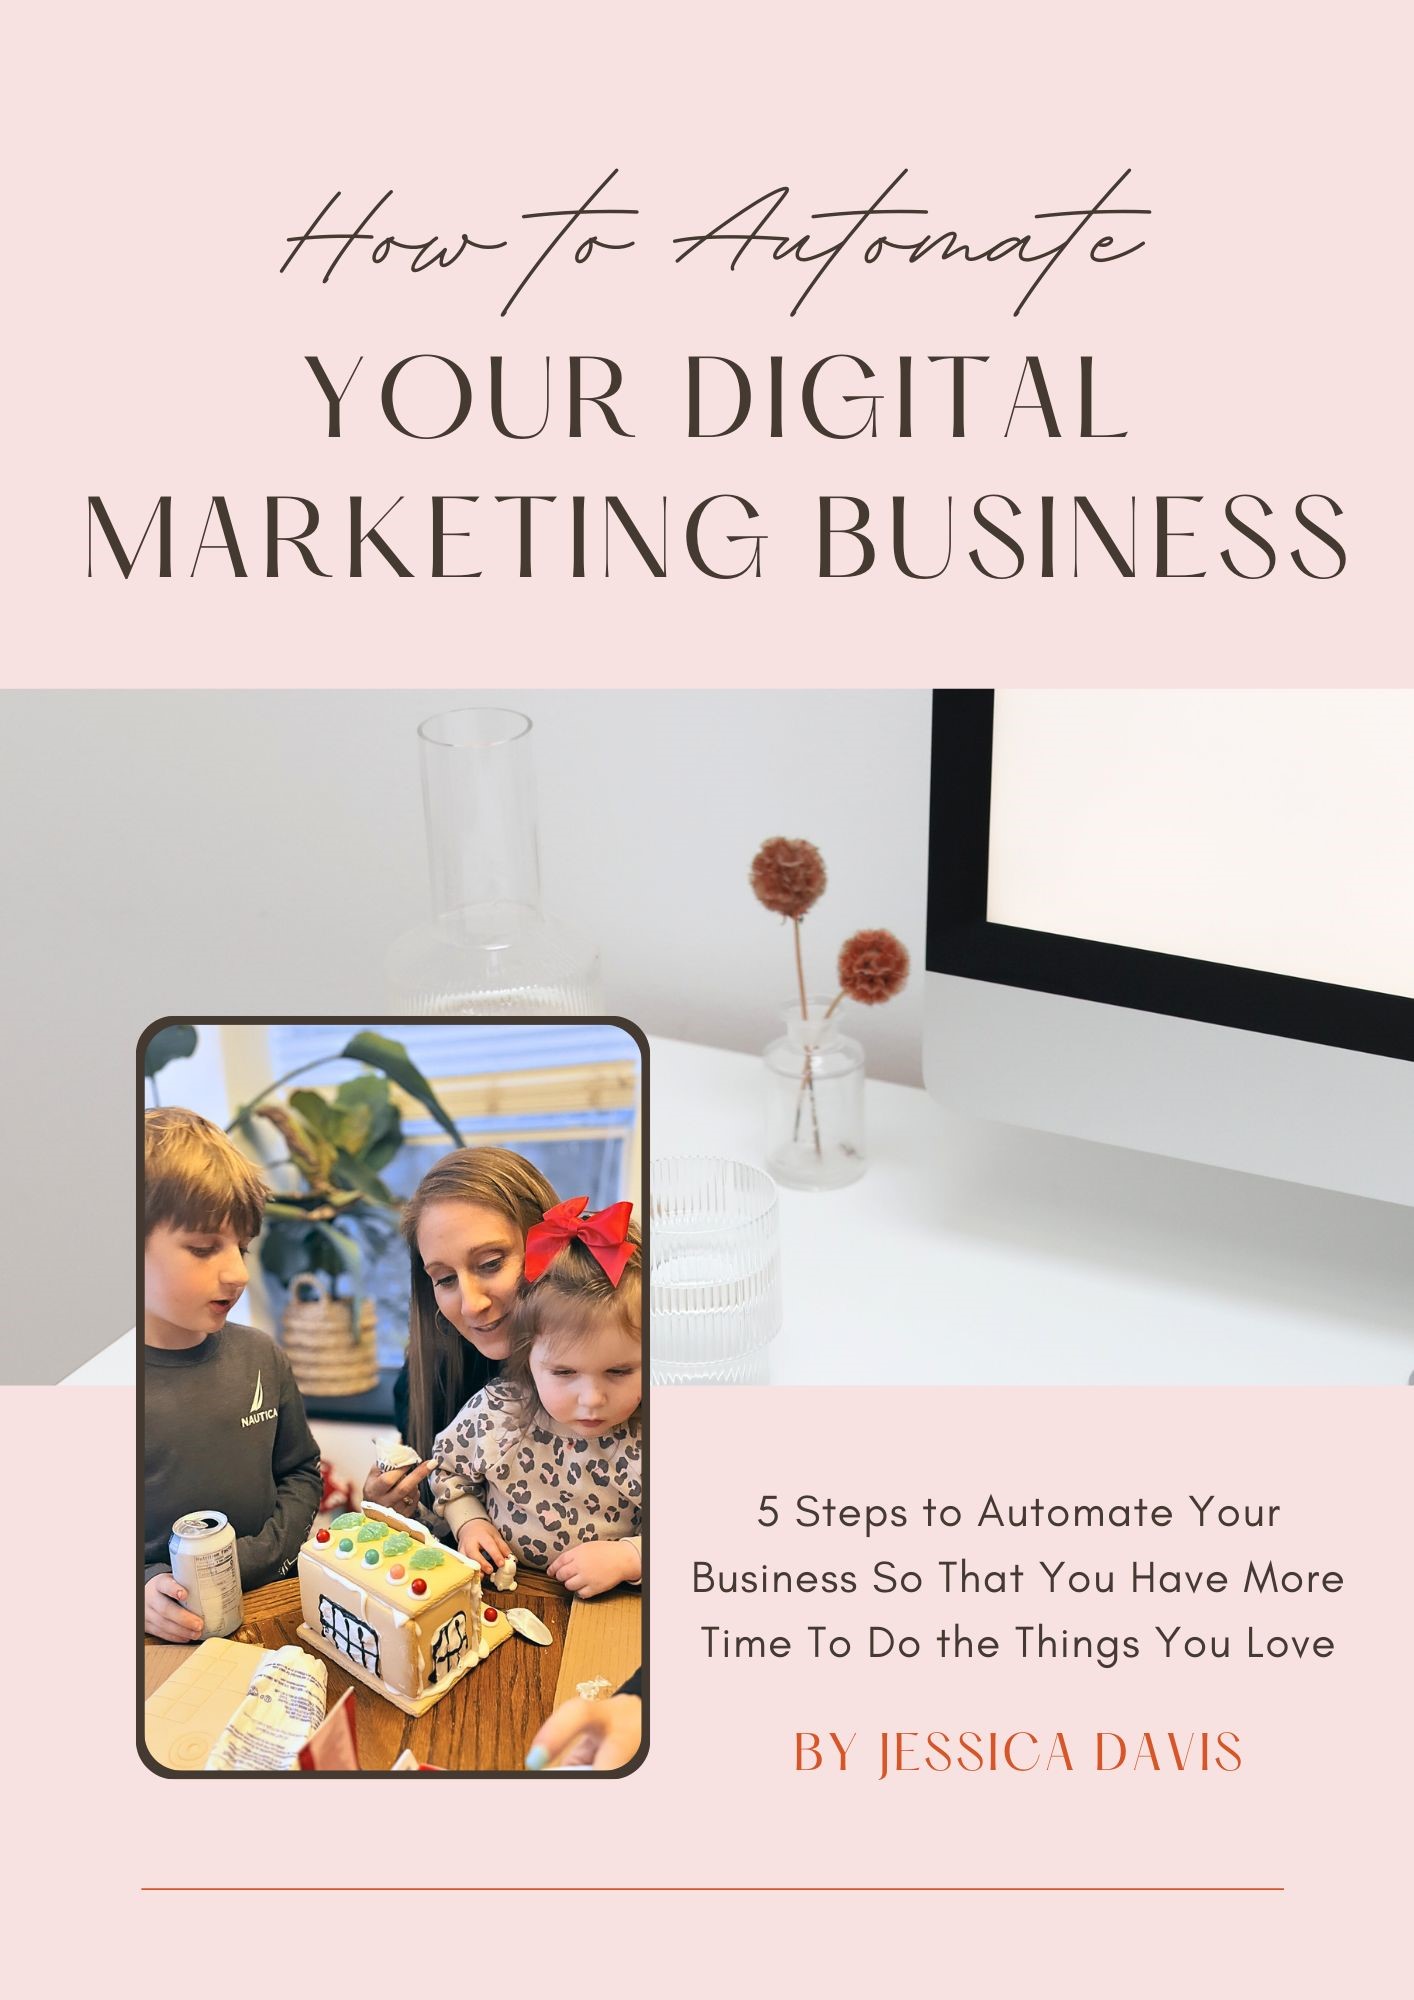 How to Automate
YOUR DIGITAL
MARKETING BUSINESS
NAUTICA
5 Steps to Automate Your
Business So That You Have More
Time To Do the Things You Love
BY JESSICA DAVIS